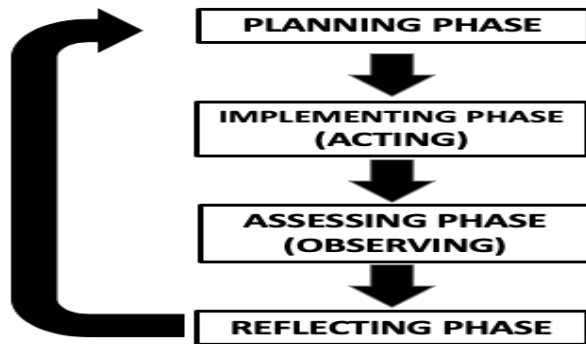 PLANNING PHASE
IMPLEMENTING PHASE
(ACTING)
ASSESSING PHASE
(OBSERVING)
REFLECTING PHASE